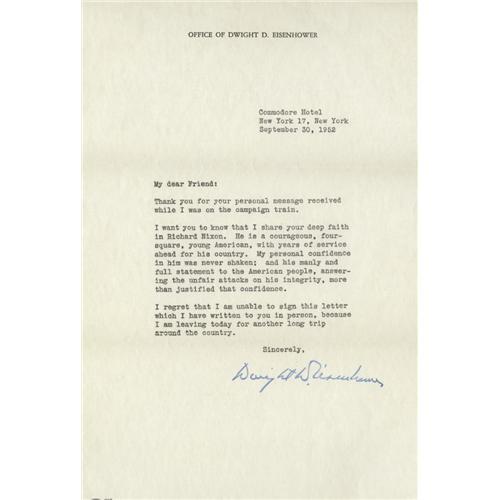 OFFICE OF DWIGHT D. EISENHOWER
Commodore Hotel
New York 17, New York
September 30, 1952
My dear Friend:
Thank you for your personal message received
while I was on the campaign train.
I want you to know that I share your deep faith
in Richard Nixon. He is a courageous, four-
square, young American, with years of service
ahead for his country. My personal confidence
in him was never shaken; and his manly and
full statement to the American people, answer-
ing the unfair attacks on his integrity, more
than justified that confidence.
I regret that I am unable to sign this letter
which I have written to you in person, because
I am leaving today for another long trip
around the country.
Sincerely,
Dwight D. Eisenhower